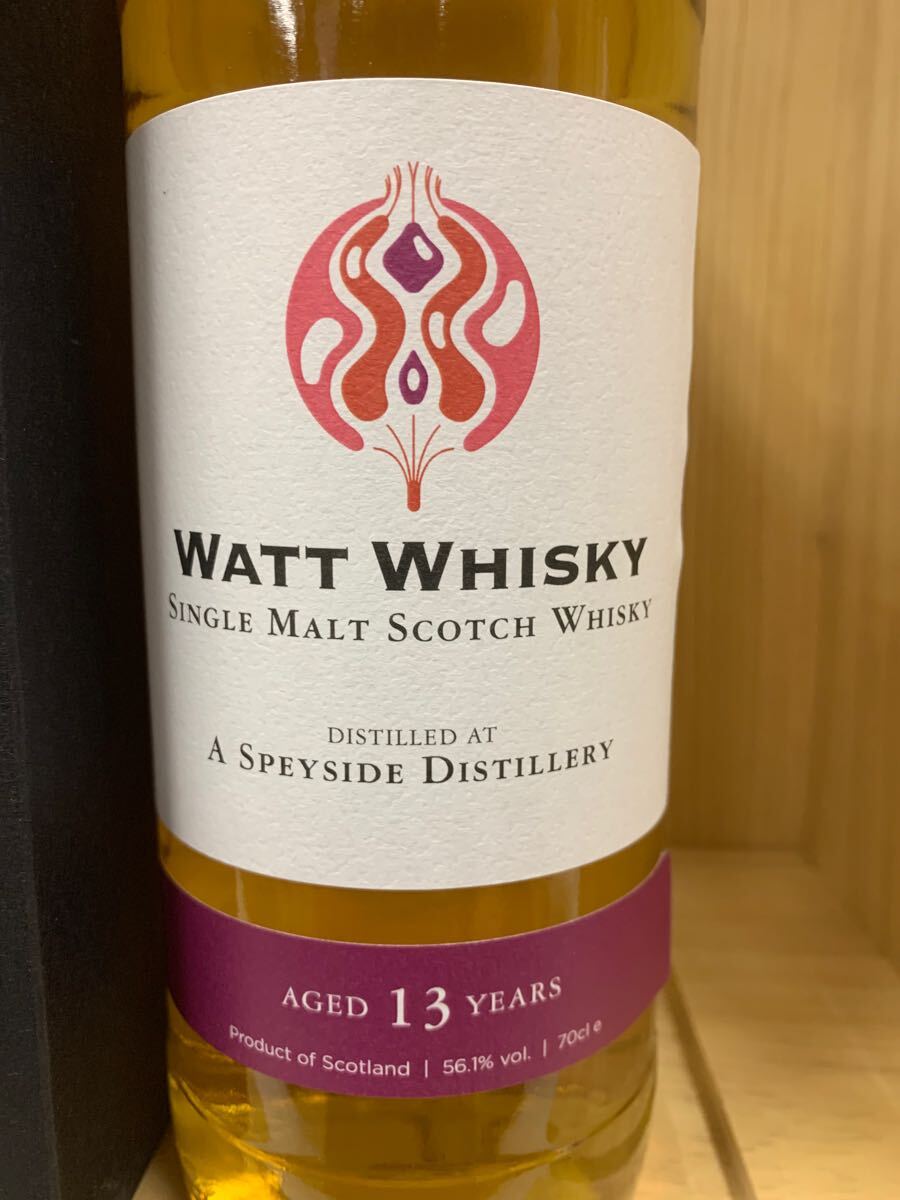 WATT WHISKY
SINGLE MALT SCOTCH WHISKY
DISTILLED AT
A SPEYSIDE DISTILLERY
AGED 13 YEARS
Product of Scotland | 56.1% vol. | 70cl e